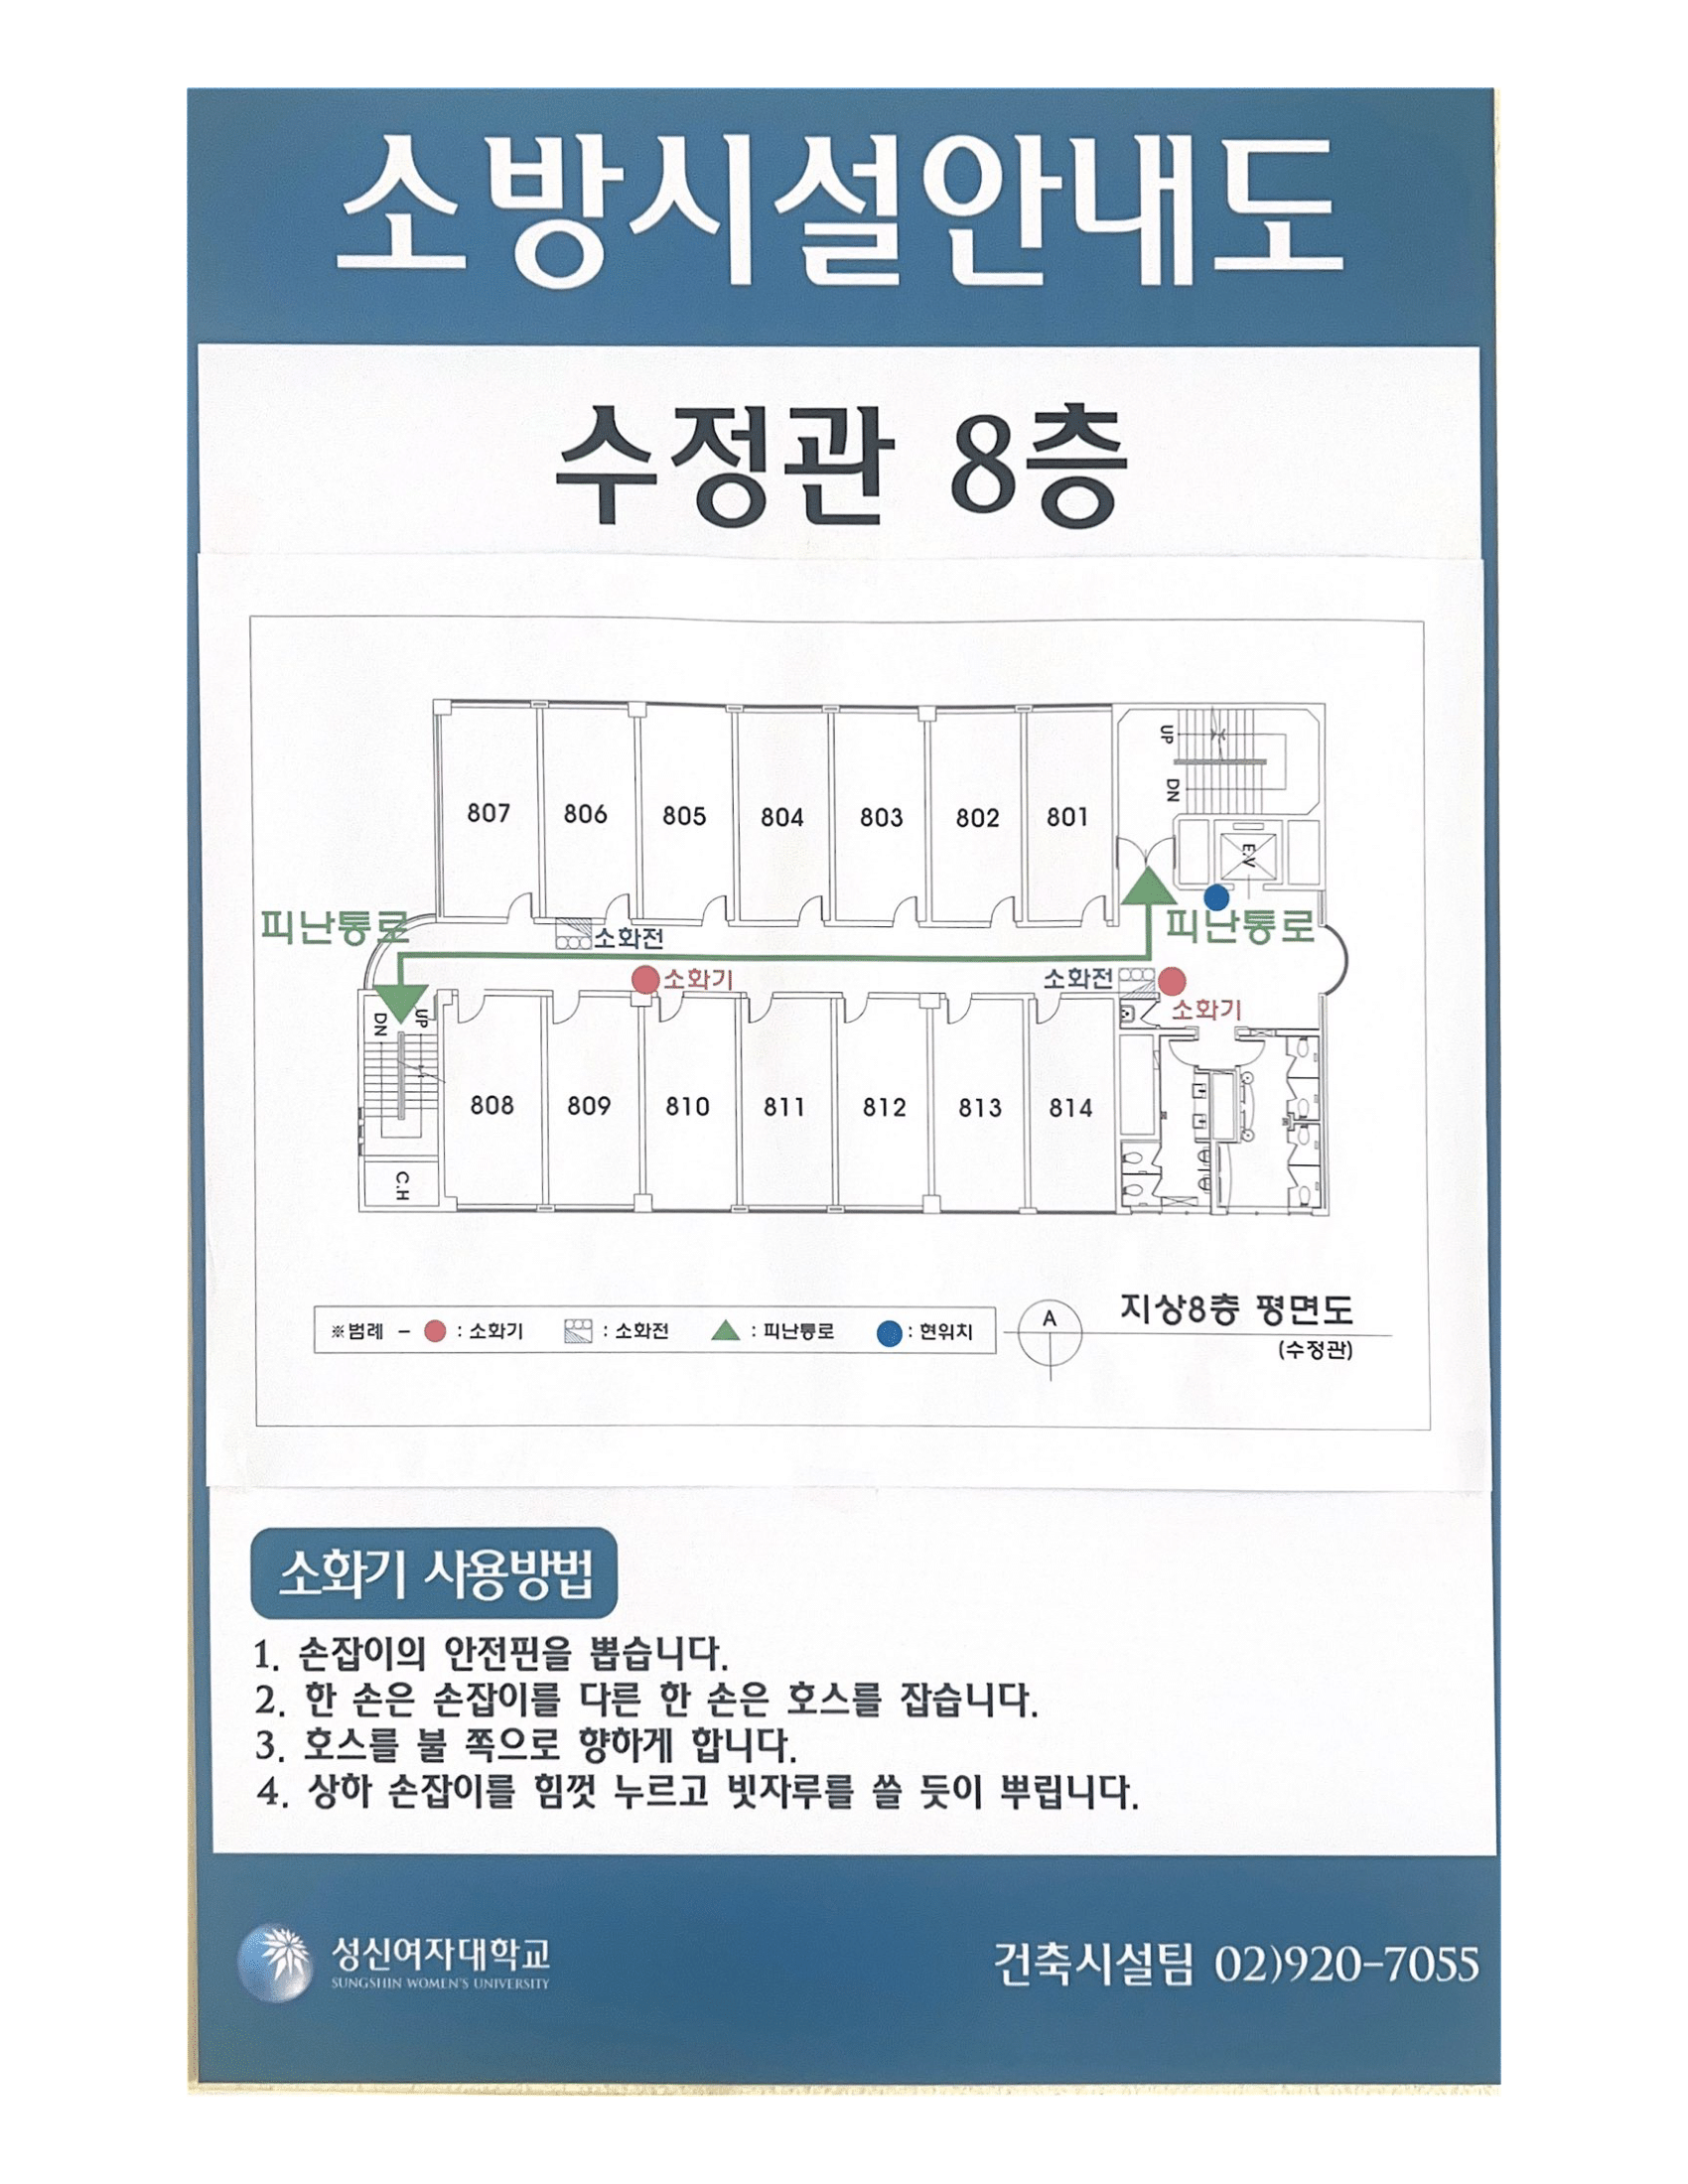 소방시설안내도
수정관 8층
UP
DN
E.V
807 806 805 804 803 802 801
피난통로
피난통로
소화전
소화기
소화전
소화기
DN UP
808 809 810 811 812 813 814
C.H
※범례 – : 소화기 : 소화전 : 피난통로 : 현위치
A
지상8층 평면도
(수정관)
소화기 사용방법
1. 손잡이의 안전핀을 뽑습니다.
2. 한 손은 손잡이를 다른 한 손은 호스를 잡습니다.
3. 호스를 불 쪽으로 향하게 합니다.
4. 상하 손잡이를 힘껏 누르고 빗자루를 쓸 듯이 뿌립니다.
성신여자대학교
SUNGSHIN WOMEN'S UNIVERSITY
건축시설팀 02)920-7055